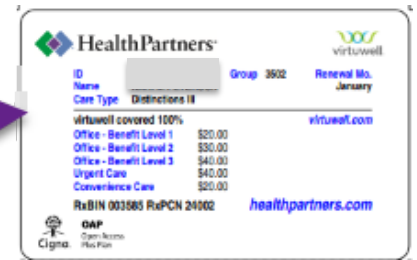 HealthPartners
virtuwell
ID Group 3502 Renewal Mo.
Name January
Care Type Distinctions III
virtuwell covered 100% virtuwell.com
Office - Benefit Level 1 $20.00
Office - Benefit Level 2 $30.00
Office - Benefit Level 3 $40.00
Urgent Care $40.00
Convenience Care $20.00
RxBIN 003585 RxPCN 24002 healthpartners.com
Cigna
OAP
Open Access
Plus Plan